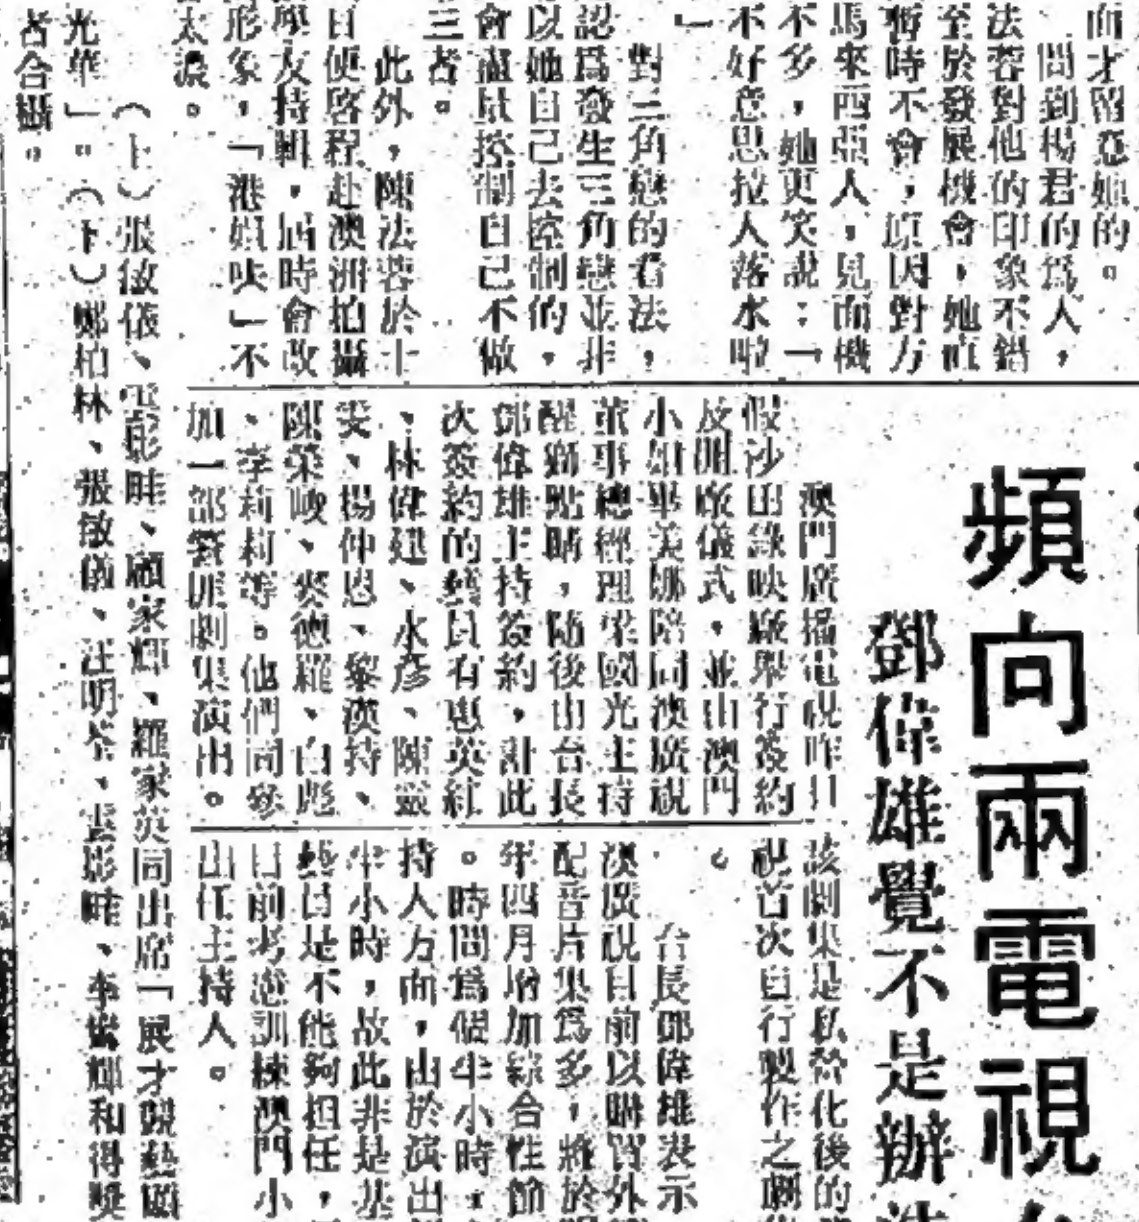 面才留意她的。
問到楊君的為人，
法蓉對他的印象不錯
至於發展機會，她直
暫時不會，原因對方
馬來西亞人，見面機
不多，她更笑說：「
不好意思拉人落水啦
」
對三角戀的看法，
認為發生三角戀並非
以她自己去控制的，
會盡量控制自己不做
三者。
此外，陳法蓉於十
日便啓程赴澳洲拍攝
學友特輯，屆時會改
形象，「港姐味」不
太濃。
頻向兩電視
鄧偉雄覺不是辦法
澳門廣播電視昨日
假沙田錄映廠舉行簽約
及開廠儀式，並由澳門
小姐畢美娜陪同澳廣視
董事總經理梁國光主持
醒獅點睛，隨後由台長
鄧偉雄主持簽約，計此
次簽約的藝員有惠英紅
、林偉建、水彦、陳靈
雯、楊仲恩、黎漢持、
陳榮峻、麥德羅、白彪
、李莉莉等。他們同參
加一部警匪劇集演出。
該劇集是私營化後的
視首次自行製作之劇
。
台長鄧偉雄表示
澳廣視目前以購買外
配音片集為多，將於
年四月增加綜合性節
。時間為個半小時
持人方面，由於演出
半小時，故此非是基
藝員是不能夠担任，
目前考慮訓練澳門小
出任主持人。
（上）張敏儀、雲影畦、顧家輝、羅家英同出席「展才競藝顯
光華」。（下）鄭柏林、張敏儀、汪明荃、雲影畦、李 輝和得獎
者合攝。